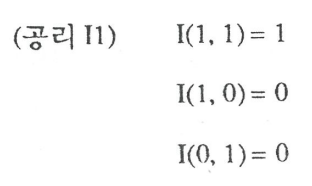 (공리 I1) I(1, 1) = 1
I(1, 0) = 0
I(0, 1) = 0